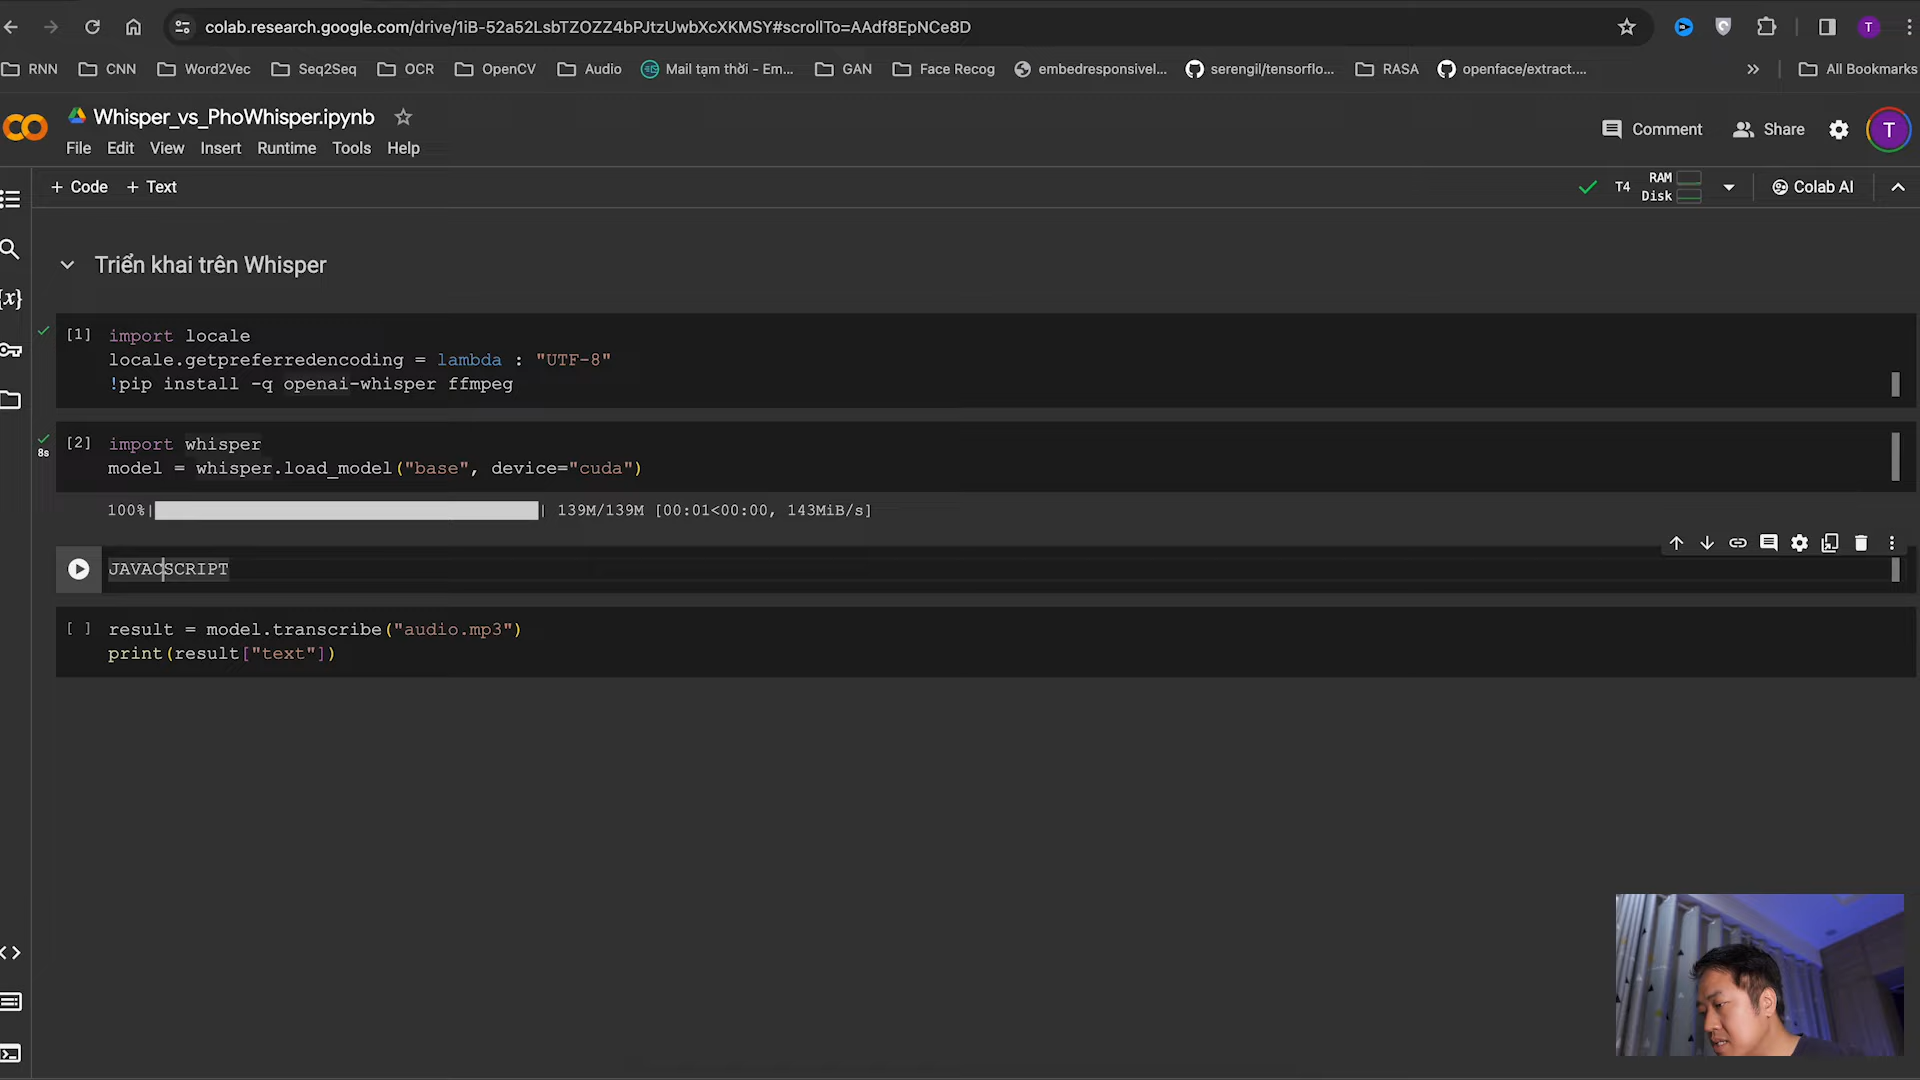 colab.research.google.com/drive/1iB-52a52LsbTZOZZ4bPJtzUwbXcXKMSY#scrollTo=AAdf8EpNCe8D
T
RNN CNN Word2Vec Seq2Seq OCR OpenCV Audio Mail tạm thời - Em... GAN Face Recog embedresponsivel... serengil/tensorflo... RASA openface/extract.... » All Bookmarks
CO Whisper_vs_PhoWhisper.ipynb
File Edit View Insert Runtime Tools Help
Comment Share T
+ Code + Text
T4 RAM Disk Colab AI
Triển khai trên Whisper
{x}
[1] import locale
locale.getpreferredencoding = lambda : "UTF-8"
!pip install -q openai-whisper ffmpeg
8s
[2] import whisper
model = whisper.load_model("base", device="cuda")
100%| | 139M/139M [00:01<00:00, 143MiB/s]
JAVACSCRIPT
[ ] result = model.transcribe("audio.mp3")
print(result["text"])